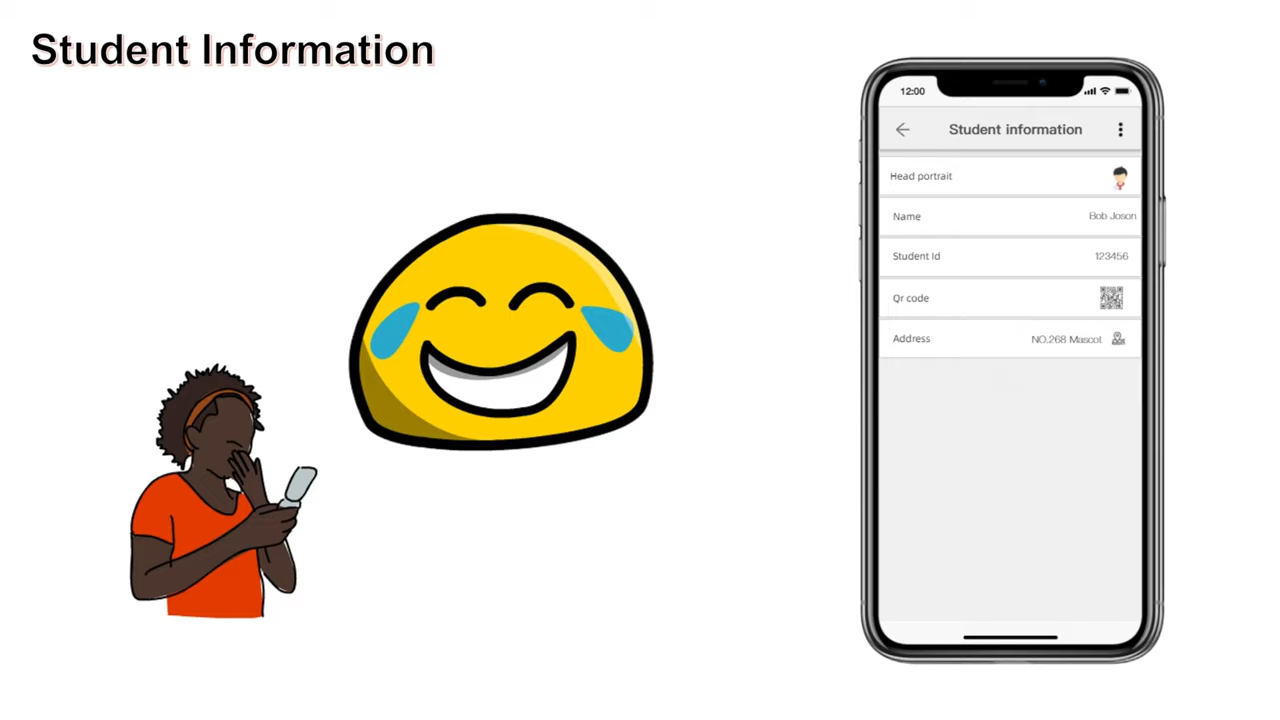 Student Information
12:00
Student information
Head portrait
Name Bob Joson
Student Id 123456
Qr code
Address NO.268 Mascot